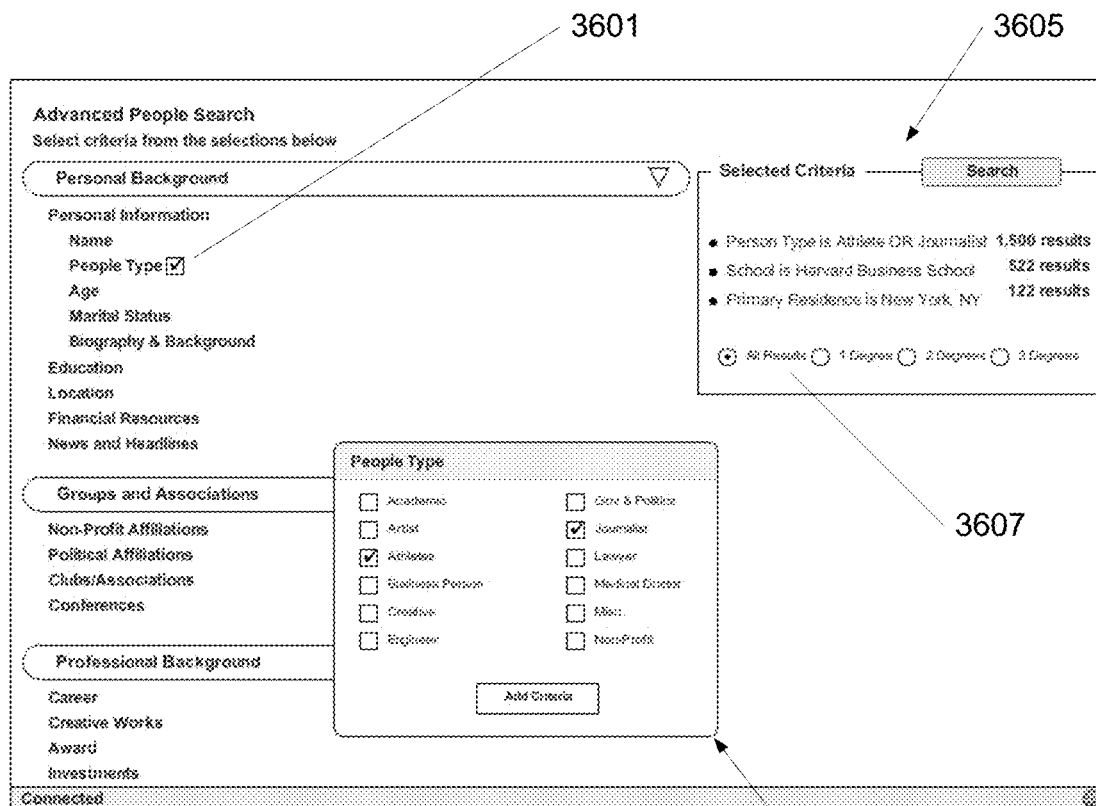 3601
3605
Advanced People Search
Select criteria from the selections below
Personal Background
Personal Information
Name
People Type
Age
Marital Status
Biography & Background
Education
Location
Financial Resources
News and Headlines
Groups and Associations
Non-Profit Affiliations
Political Affiliations
Clubs/Associations
Conferences
Professional Background
Career
Creative Works
Award
Investments
Connected
Selected Criteria
Search
Person Type is Athlete OR Journalist 1,500 results
School is Harvard Business School 522 results
Primary Residence is New York, NY 122 results
All Results 1 Degree 2 Degrees 3 Degrees
3607
People Type
Academic
Artist
Athletes
Business Person
Creative
Engineer
Gov & Politics
Journalist
Lawyer
Medical Doctor
Misc.
Non-Profit
Add Criteria